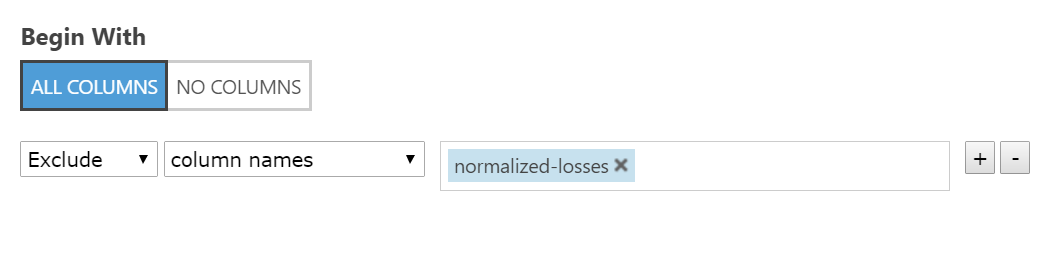 Begin With
ALL COLUMNS NO COLUMNS
Exclude column names normalized-losses + -